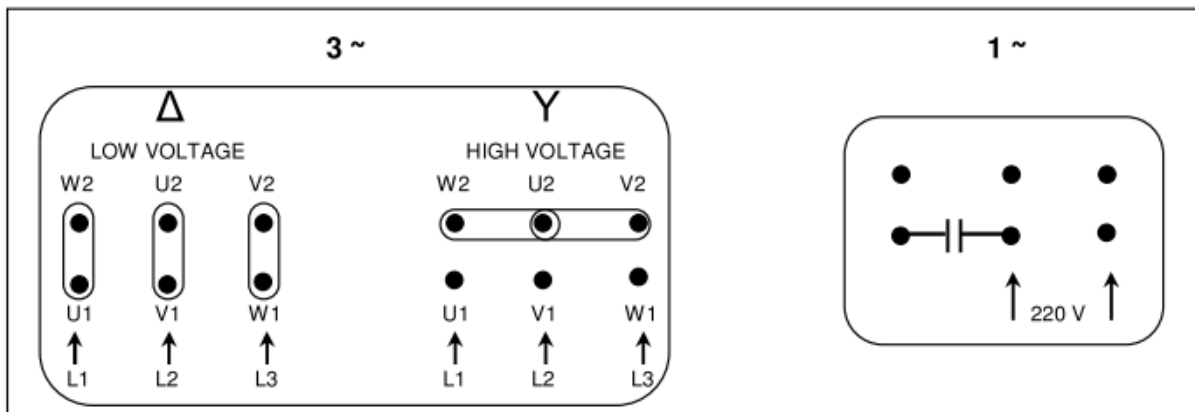 3 ~
1 ~
Δ
Y
LOW VOLTAGE
HIGH VOLTAGE
W2 U2 V2
W2 U2 V2
U1 V1 W1
U1 V1 W1
220 V
L1 L2 L3
L1 L2 L3